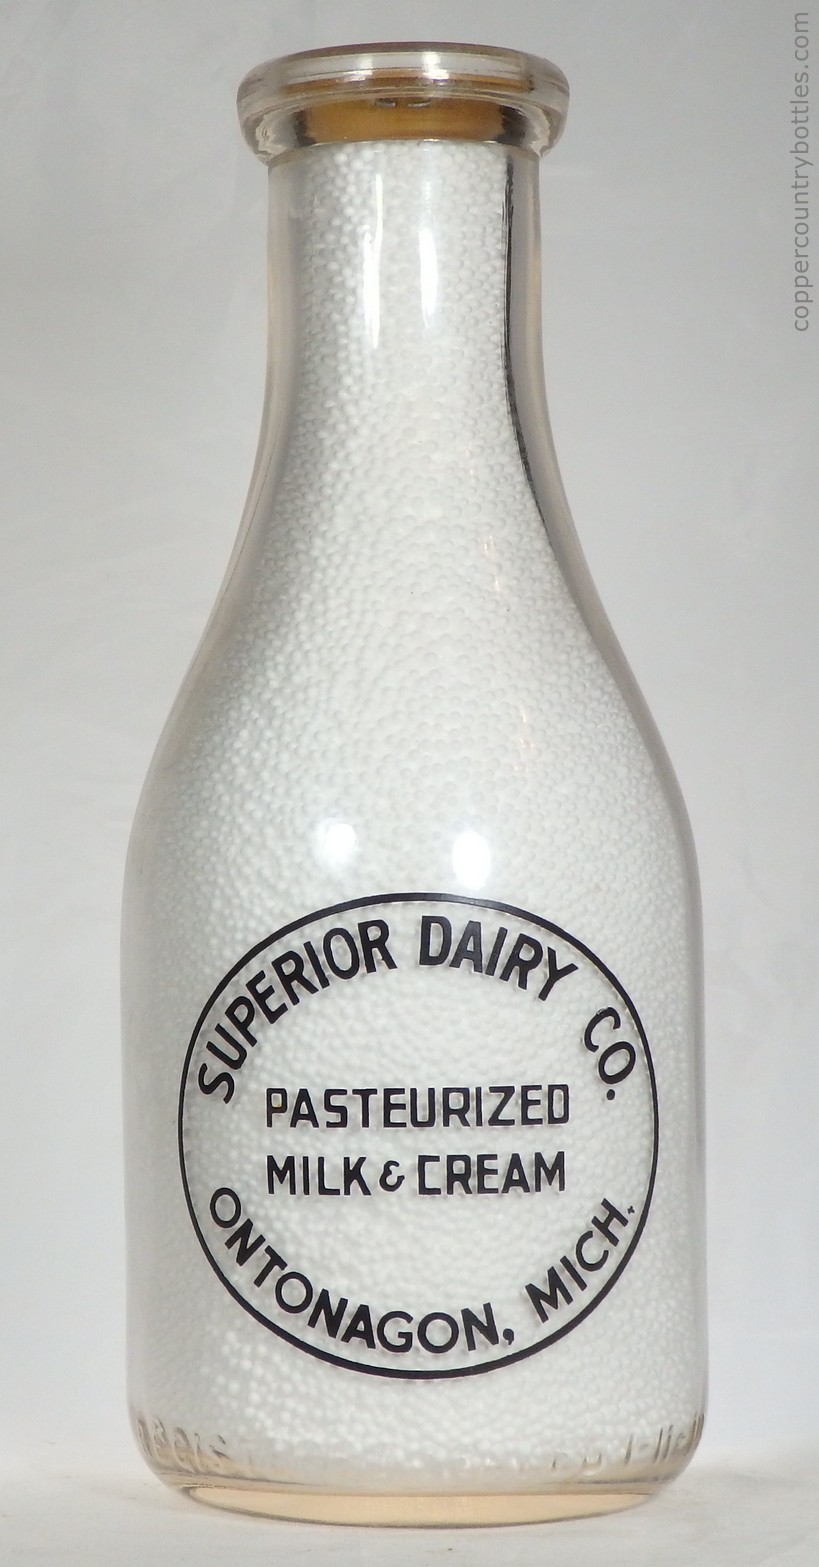 coppercountrybottles.com
SUPERIOR DAIRY CO.
PASTEURIZED
MILK & CREAM
ONTONAGON, MICH.